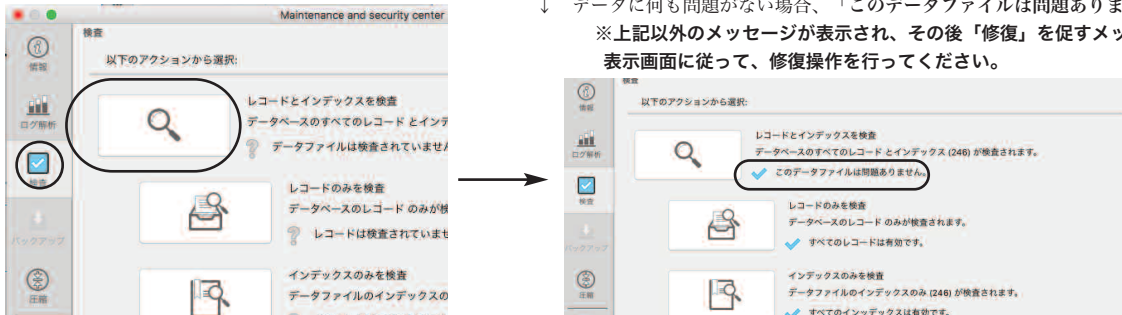 Maintenance and security center
検査
以下のアクションから選択:
情報
ログ解析
検査
バックアップ
圧縮
レコードとインデックスを検査
データベースのすべてのレコード とインデ
データファイルは検査されていませ
レコードのみを検査
データベースのレコード のみが検
レコードは検査されていませ
インデックスのみを検査
データファイルのインデックスの
↓ データに何も問題がない場合、「このデータファイルは問題ありま
※上記以外のメッセージが表示され、その後「修復」を促すメッ
表示画面に従って、修復操作を行ってください。
検査
以下のアクションから選択:
情報
ログ解析
検査
バックアップ
圧縮
レコードとインデックスを検査
データベースのすべてのレコード とインデックス (246) が検査されます。
このデータファイルは問題ありません。
レコードのみを検査
データベースのレコード のみが検査されます。
すべてのレコードは有効です。
インデックスのみを検査
データファイルのインデックスのみ (246) が検査されます。
すべてのインッデックスは有効です。